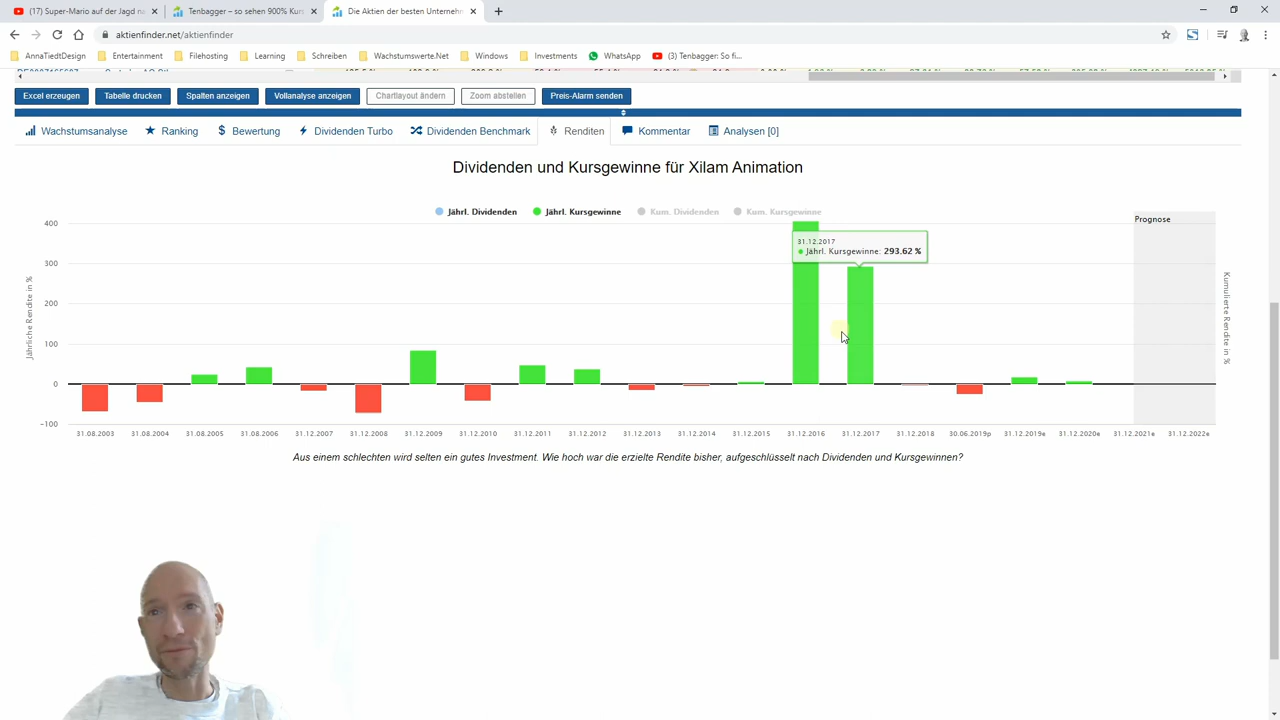 (17) Super-Mario auf der Jagd na
Tenbagger – so sehen 900% Kurs
Die Aktien der besten Unternehm
aktienfinder.net/aktienfinder
AnnaTiedtDesign
Entertainment
Filehosting
Learning
Schreiben
Wachstumswerte.Net
Windows
Investments
WhatsApp
(3) Tenbagger: So fi...
Excel erzeugen
Tabelle drucken
Spalten anzeigen
Vollanalyse anzeigen
Chartlayout ändern
Zoom abstellen
Preis-Alarm senden
Wachstumsanalyse
Ranking
Bewertung
Dividenden Turbo
Dividenden Benchmark
Renditen
Kommentar
Analysen [0]
Dividenden und Kursgewinne für Xilam Animation
Jährl. Dividenden
Jährl. Kursgewinne
Kum. Dividenden
Kum. Kursgewinne
Prognose
31.12.2017
Jährl. Kursgewinne: 293.62 %
400
300
200
100
0
-100
Jährliche Rendite in %
Kumulierte Rendite in %
31.08.2003
31.08.2004
31.08.2005
31.08.2006
31.12.2007
31.12.2008
31.12.2009
31.12.2010
31.12.2011
31.12.2012
31.12.2013
31.12.2014
31.12.2015
31.12.2016
31.12.2017
31.12.2018
30.06.2019p
31.12.2019e
31.12.2020e
31.12.2021e
31.12.2022e
Aus einem schlechten wird selten ein gutes Investment. Wie hoch war die erzielte Rendite bisher, aufgeschlüsselt nach Dividenden und Kursgewinnen?